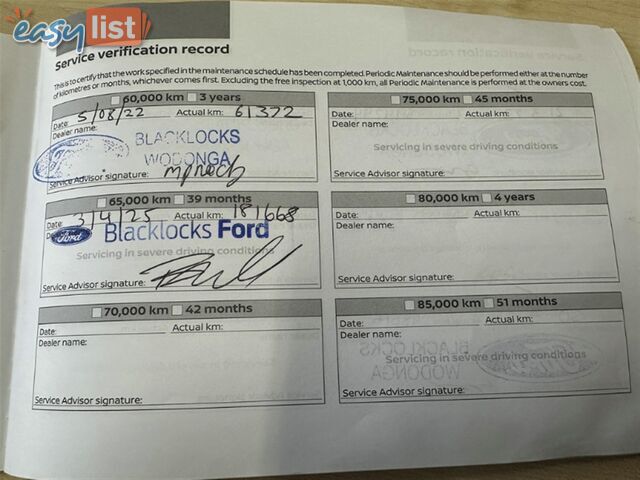 easylist
Service verification record
This is to certify that the work specified in the maintenance schedule has been completed. Periodic Maintenance should be performed either at the number
of kilometres or months, whichever comes first. Excluding the free inspection at 1,000 km, all Periodic Maintenance is performed at the owners cost.
60,000 km 3 years
Date: 5/08/22 Actual km: 61372
Dealer name:
BLACKLOCKS
WODONGA
Service Advisor signature:
65,000 km 39 months
Date: 3/4/25 Actual km: 181668
Ford Blacklocks Ford
Servicing in severe driving conditions
Service Advisor signature:
70,000 km 42 months
Date: Actual km:
Dealer name:
Service Advisor signature:
75,000 km 45 months
Date: Actual km:
Dealer name:
Servicing in severe driving conditions
Service Advisor signature:
80,000 km 4 years
Date: Actual km:
Dealer name:
Service Advisor signature:
85,000 km 51 months
Date: Actual km:
Dealer name:
BLACKLOCKS
Servicing in severe driving conditions
WODONGA
Service Advisor signature: